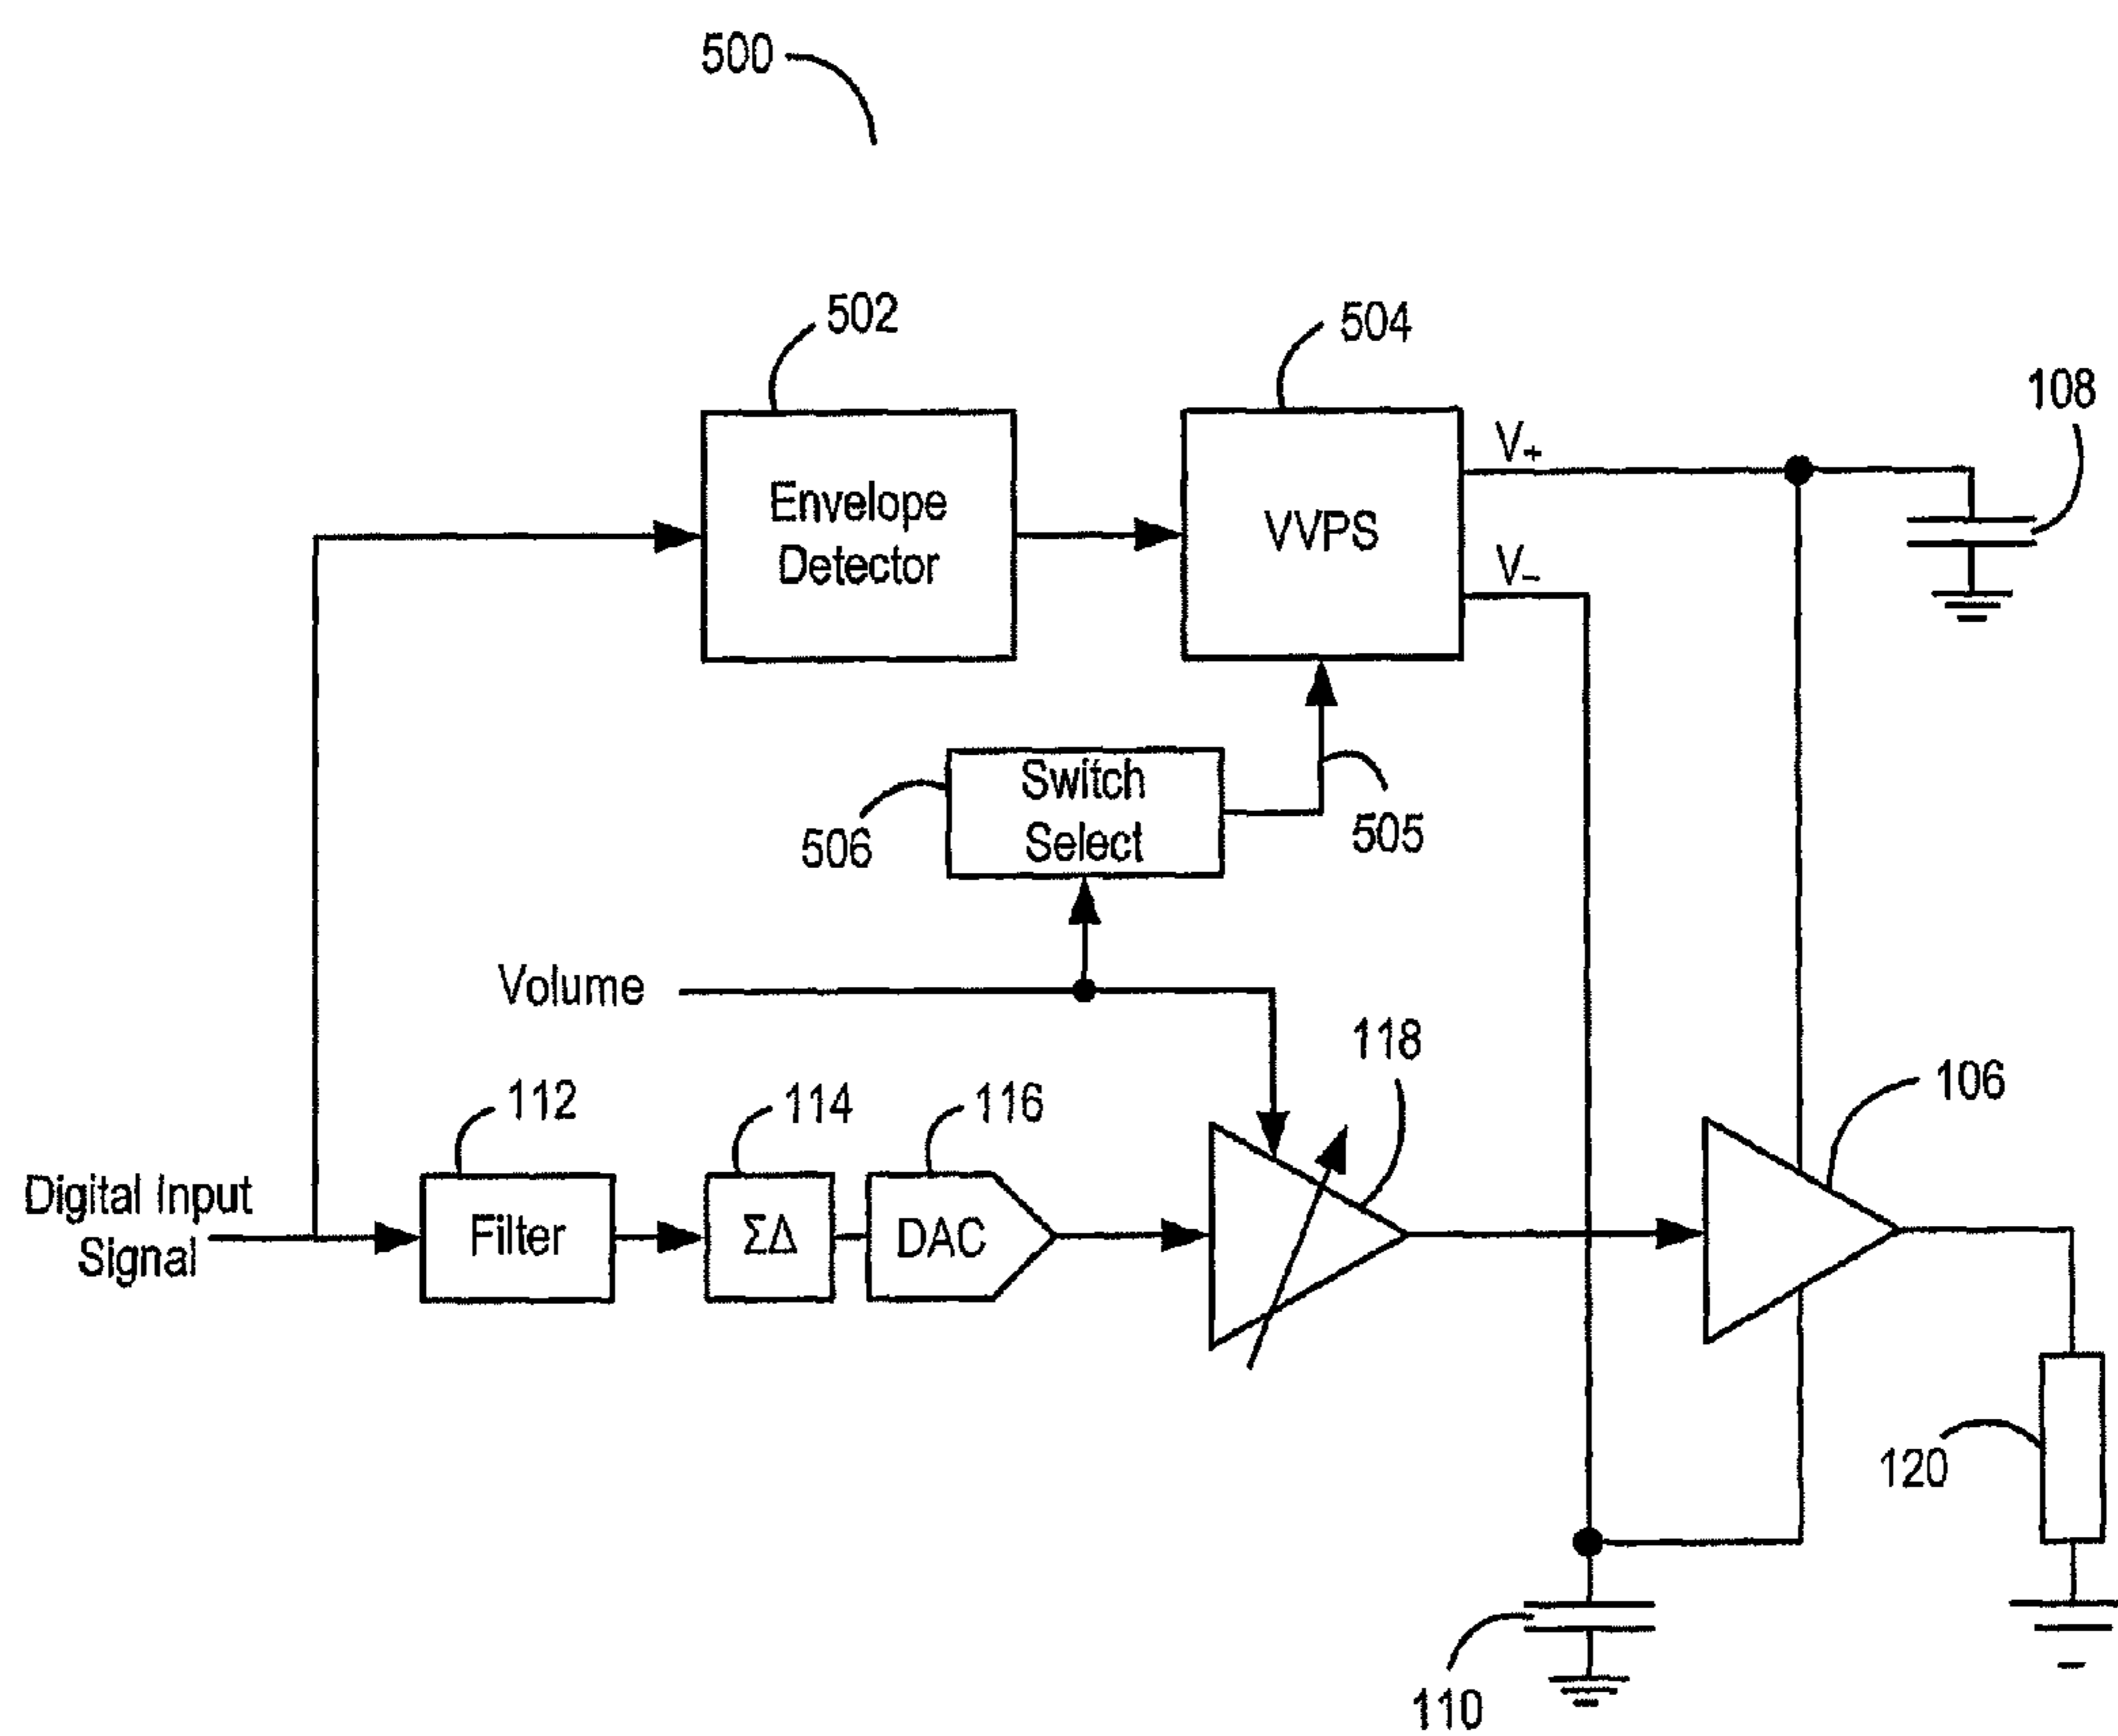 500
502
504
108
V+
V-
Envelope
Detector
VVPS
Switch
Select
506
505
Volume
118
106
112
114
116
Digital Input
Signal
Filter
ΣΔ
DAC
120
110